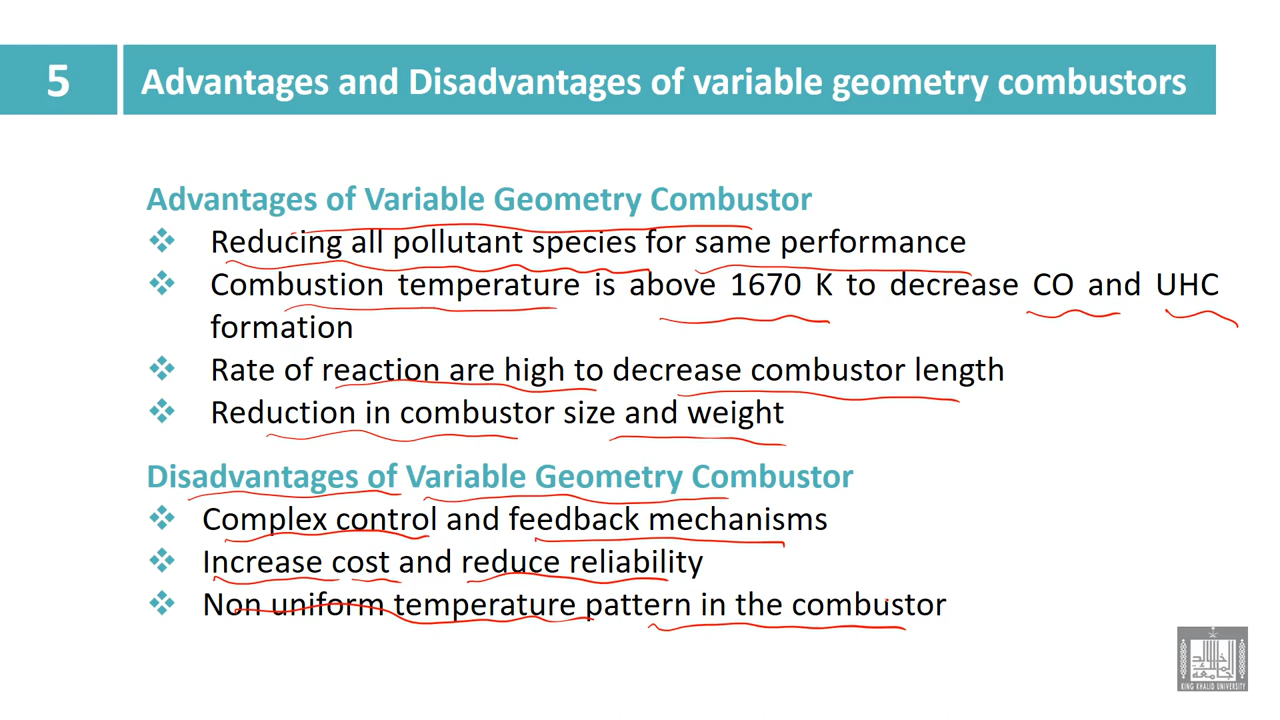 5
Advantages and Disadvantages of variable geometry combustors
Advantages of Variable Geometry Combustor
Reducing all pollutant species for same performance
Combustion temperature is above 1670 K to decrease CO and UHC
formation
Rate of reaction are high to decrease combustor length
Reduction in combustor size and weight
Disadvantages of Variable Geometry Combustor
Complex control and feedback mechanisms
Increase cost and reduce reliability
Non uniform temperature pattern in the combustor
KING KHALID UNIVERSITY